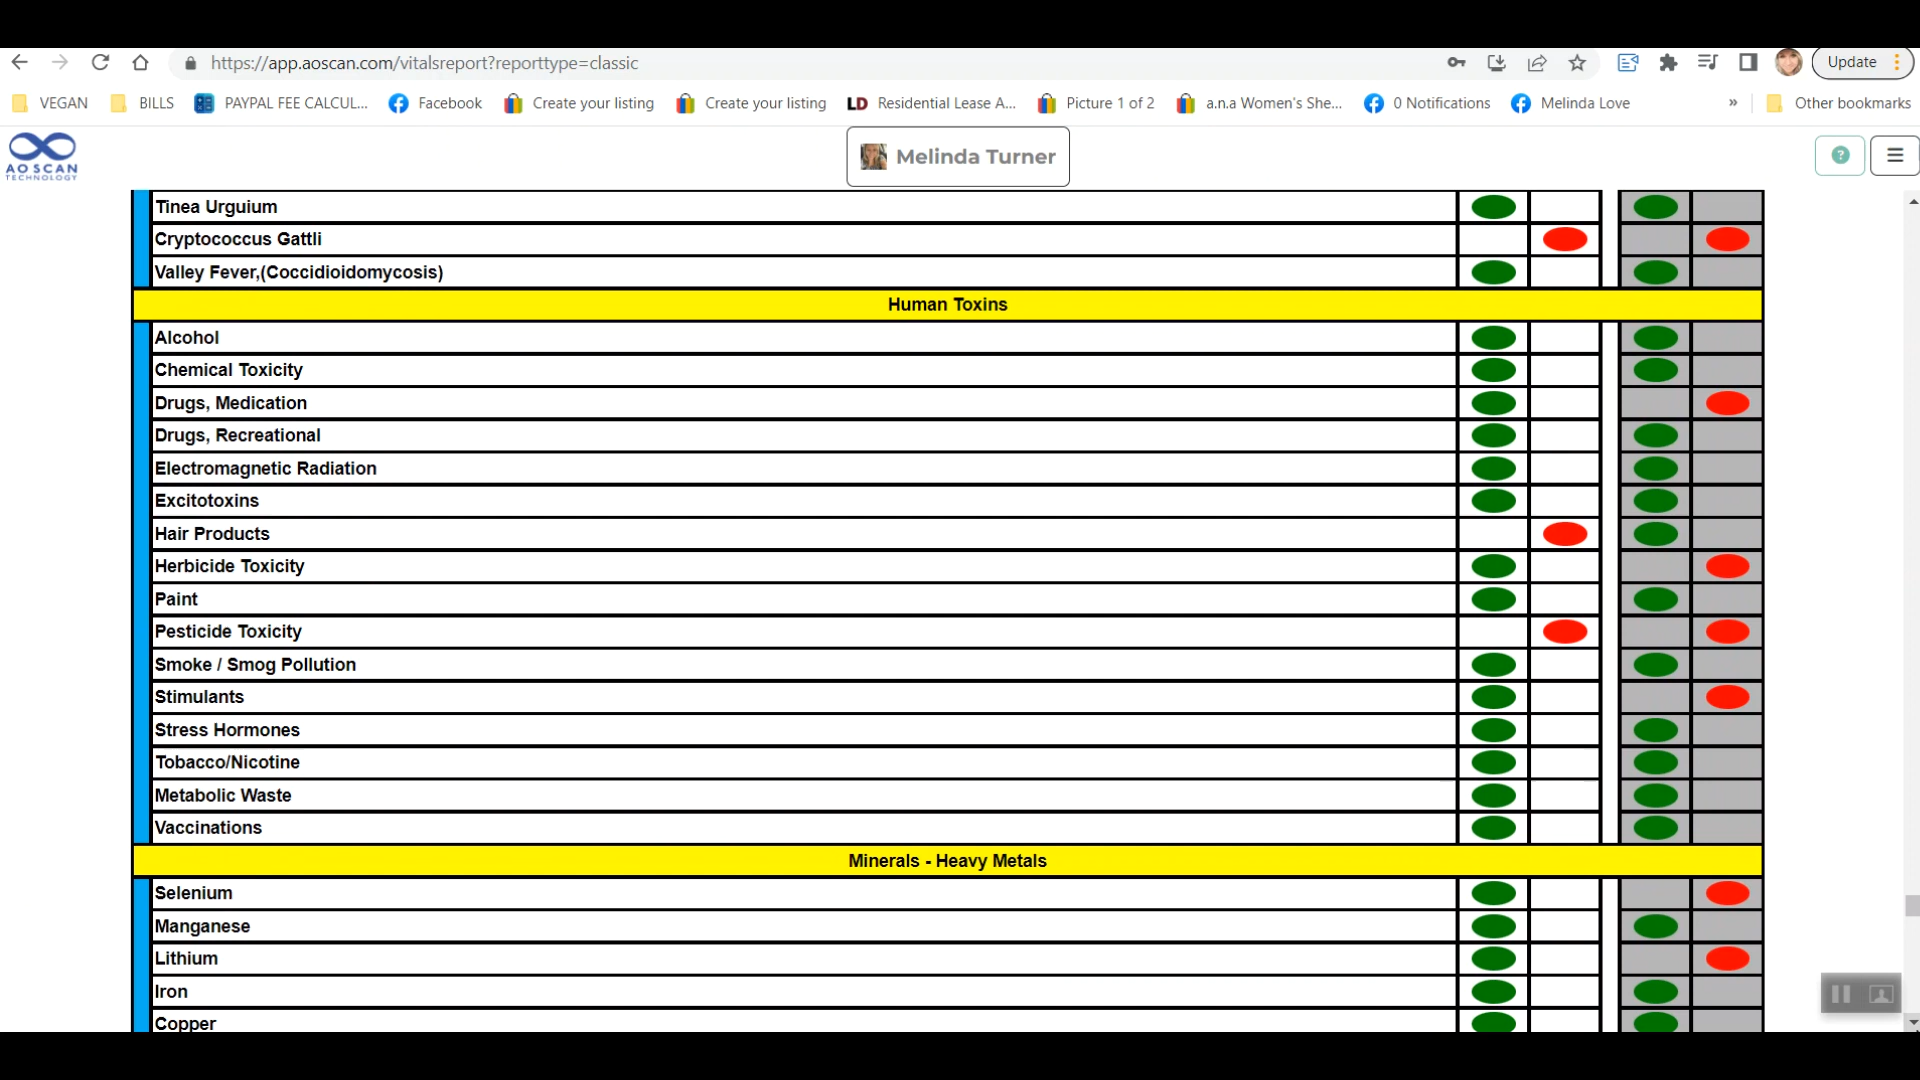 https://app.aoscan.com/vitalsreport?reporttype=classic
Update
VEGAN
BILLS
PAYPAL FEE CALCUL...
Facebook
Create your listing
Create your listing
LD
Residential Lease A...
Picture 1 of 2
a.n.a Women's She...
0 Notifications
Melinda Love
»
Other bookmarks
AO SCAN
TECHNOLOGY
Melinda Turner
?
Tinea Urguium
Cryptococcus Gattli
Valley Fever,(Coccidioidomycosis)
Human Toxins
Alcohol
Chemical Toxicity
Drugs, Medication
Drugs, Recreational
Electromagnetic Radiation
Excitotoxins
Hair Products
Herbicide Toxicity
Paint
Pesticide Toxicity
Smoke / Smog Pollution
Stimulants
Stress Hormones
Tobacco/Nicotine
Metabolic Waste
Vaccinations
Minerals - Heavy Metals
Selenium
Manganese
Lithium
Iron
Copper